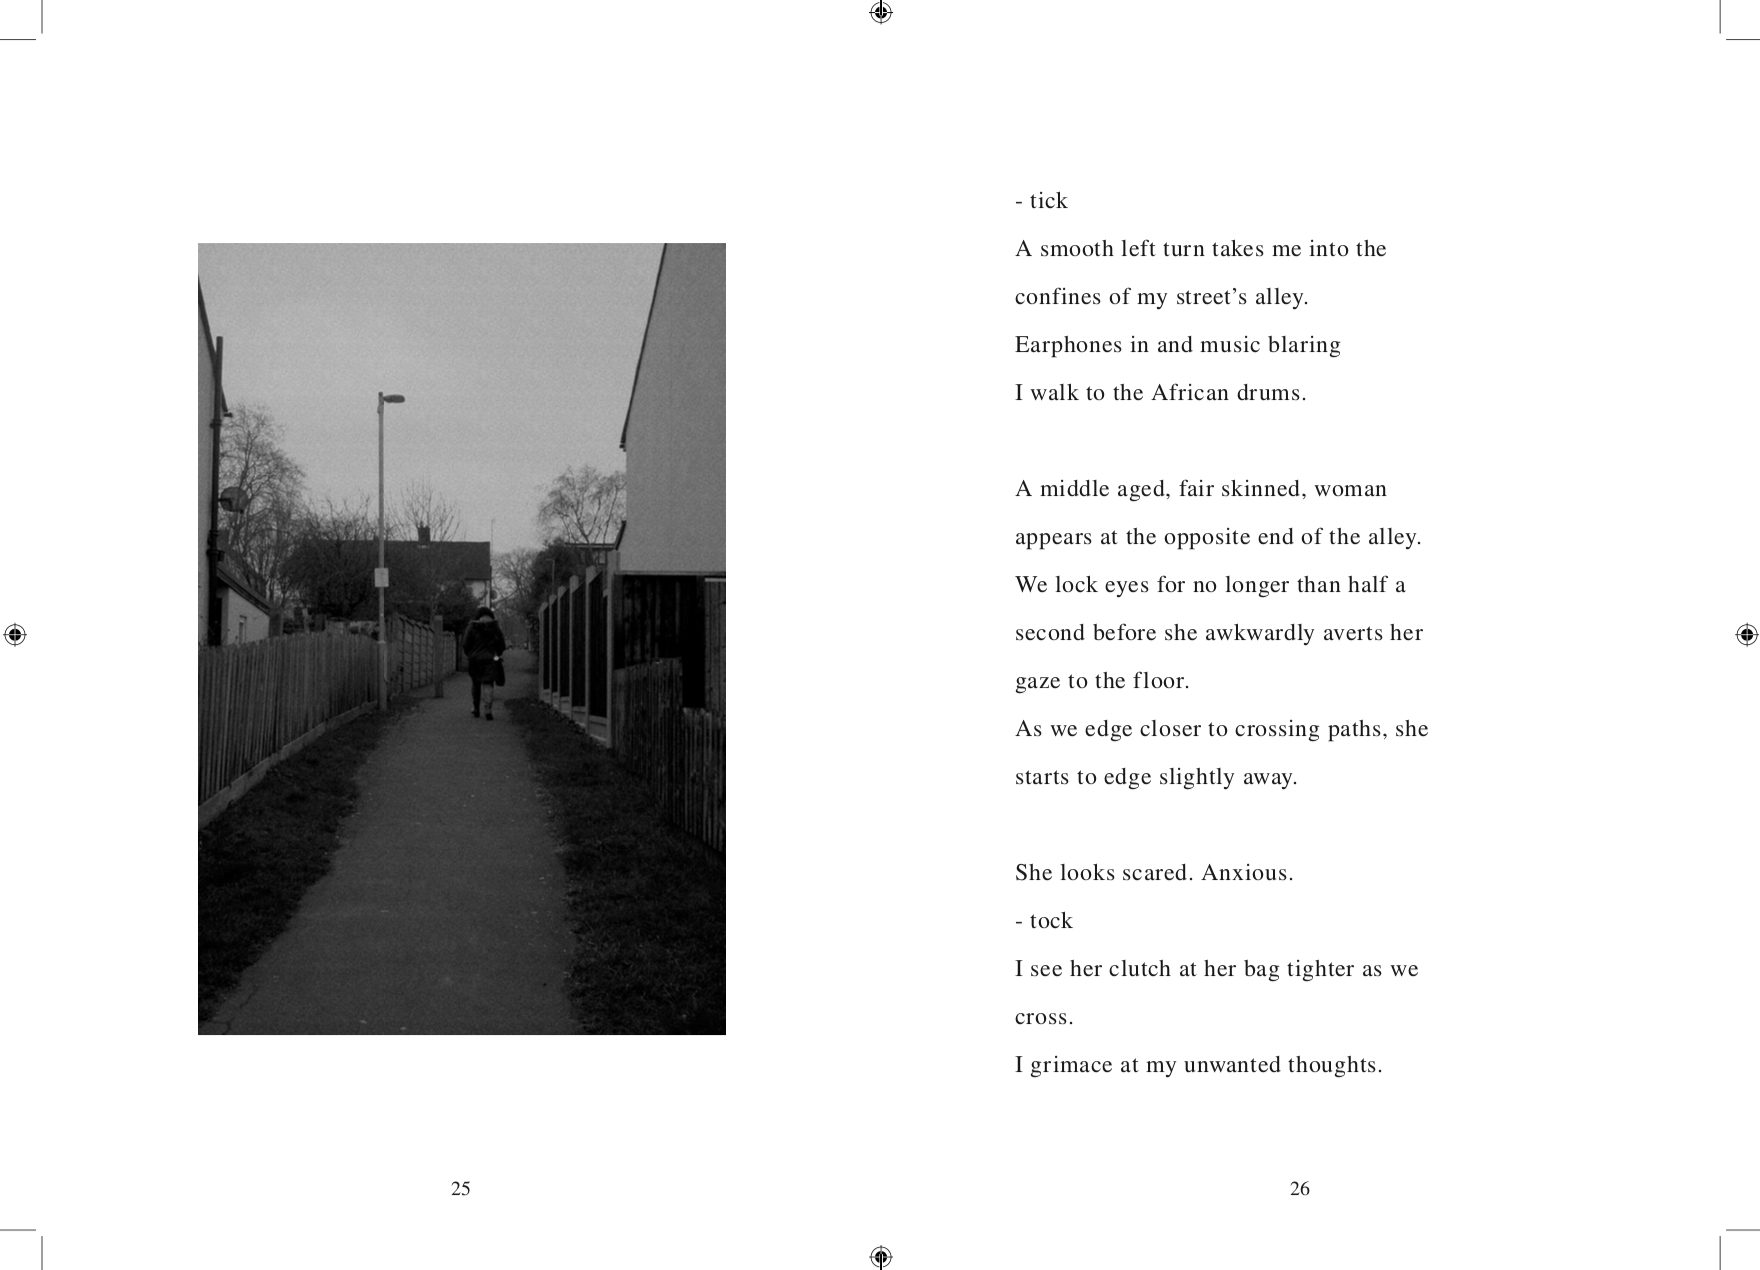 - tick
A smooth left turn takes me into the
confines of my street’s alley.
Earphones in and music blaring
I walk to the African drums.
A middle aged, fair skinned, woman
appears at the opposite end of the alley.
We lock eyes for no longer than half a
second before she awkwardly averts her
gaze to the floor.
As we edge closer to crossing paths, she
starts to edge slightly away.
She looks scared. Anxious.
- tock
I see her clutch at her bag tighter as we
cross.
I grimace at my unwanted thoughts.
25
26